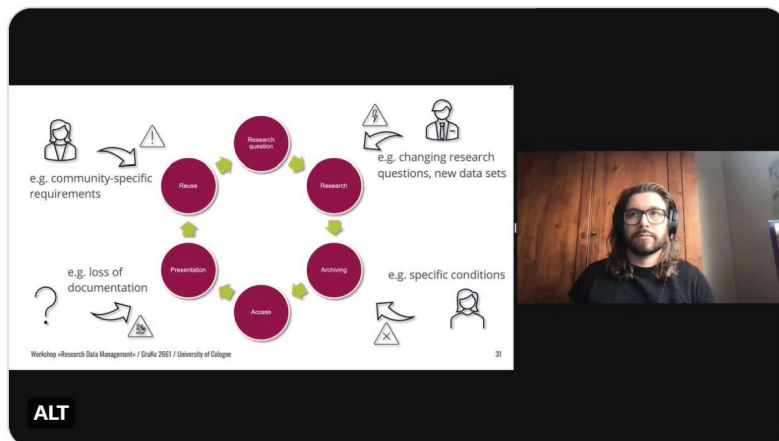 Research
question
e.g. community-specific
requirements
Reuse
e.g. changing research
questions, new data sets
Research
e.g. loss of
documentation
Presentation
Archiving
e.g. specific conditions
Access
Workshop »Research Data Management« / GraKo 2661 / University of Cologne
31
ALT